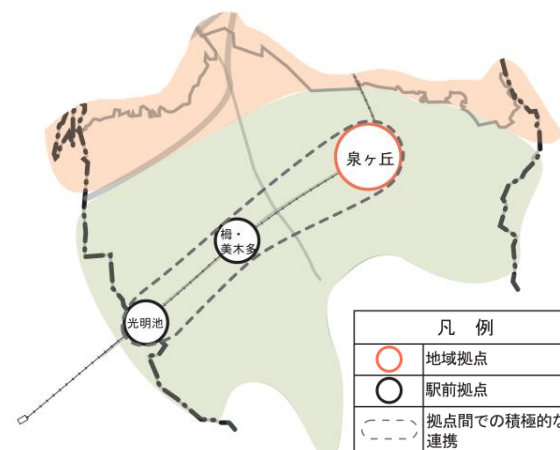 泉ヶ丘
栂・
美木多
光明池
凡 例
地域拠点
駅前拠点
拠点間での積極的な
連携